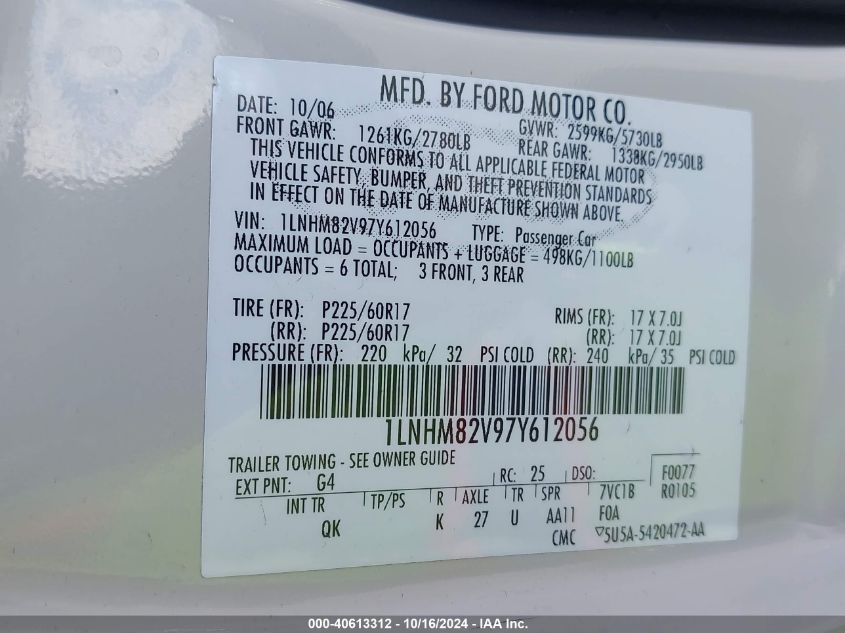 MFD. BY FORD MOTOR CO.
DATE: 10/06 GVWR: 2599KG/5730LB
FRONT GAWR: 1261KG/2780LB REAR GAWR: 1338KG/2950LB
THIS VEHICLE CONFORMS TO ALL APPLICABLE FEDERAL MOTOR
VEHICLE SAFETY, BUMPER, AND THEFT PREVENTION STANDARDS
IN EFFECT ON THE DATE OF MANUFACTURE SHOWN ABOVE.
VIN: 1LNHM82V97Y612056 TYPE: Passenger Car
MAXIMUM LOAD = OCCUPANTS + LUGGAGE = 498KG/1100LB
OCCUPANTS = 6 TOTAL; 3 FRONT, 3 REAR
TIRE (FR): P225/60R17 RIMS (FR): 17 X 7.0J
(RR): P225/60R17 (RR): 17 X 7.0J
PRESSURE (FR): 220 kPa/ 32 PSI COLD (RR): 240 kPa/ 35 PSI COLD
1LNHM82V97Y612056
TRAILER TOWING - SEE OWNER GUIDE
EXT PNT: G4 RC: 25 DSO: F0077
INT TR TP/PS R AXLE TR SPR 7VC1B R0105
QK K 27 U AA11 FOA
CMC ▽5U5A-5420472-AA
000-40613312 - 10/16/2024 - IAA Inc.